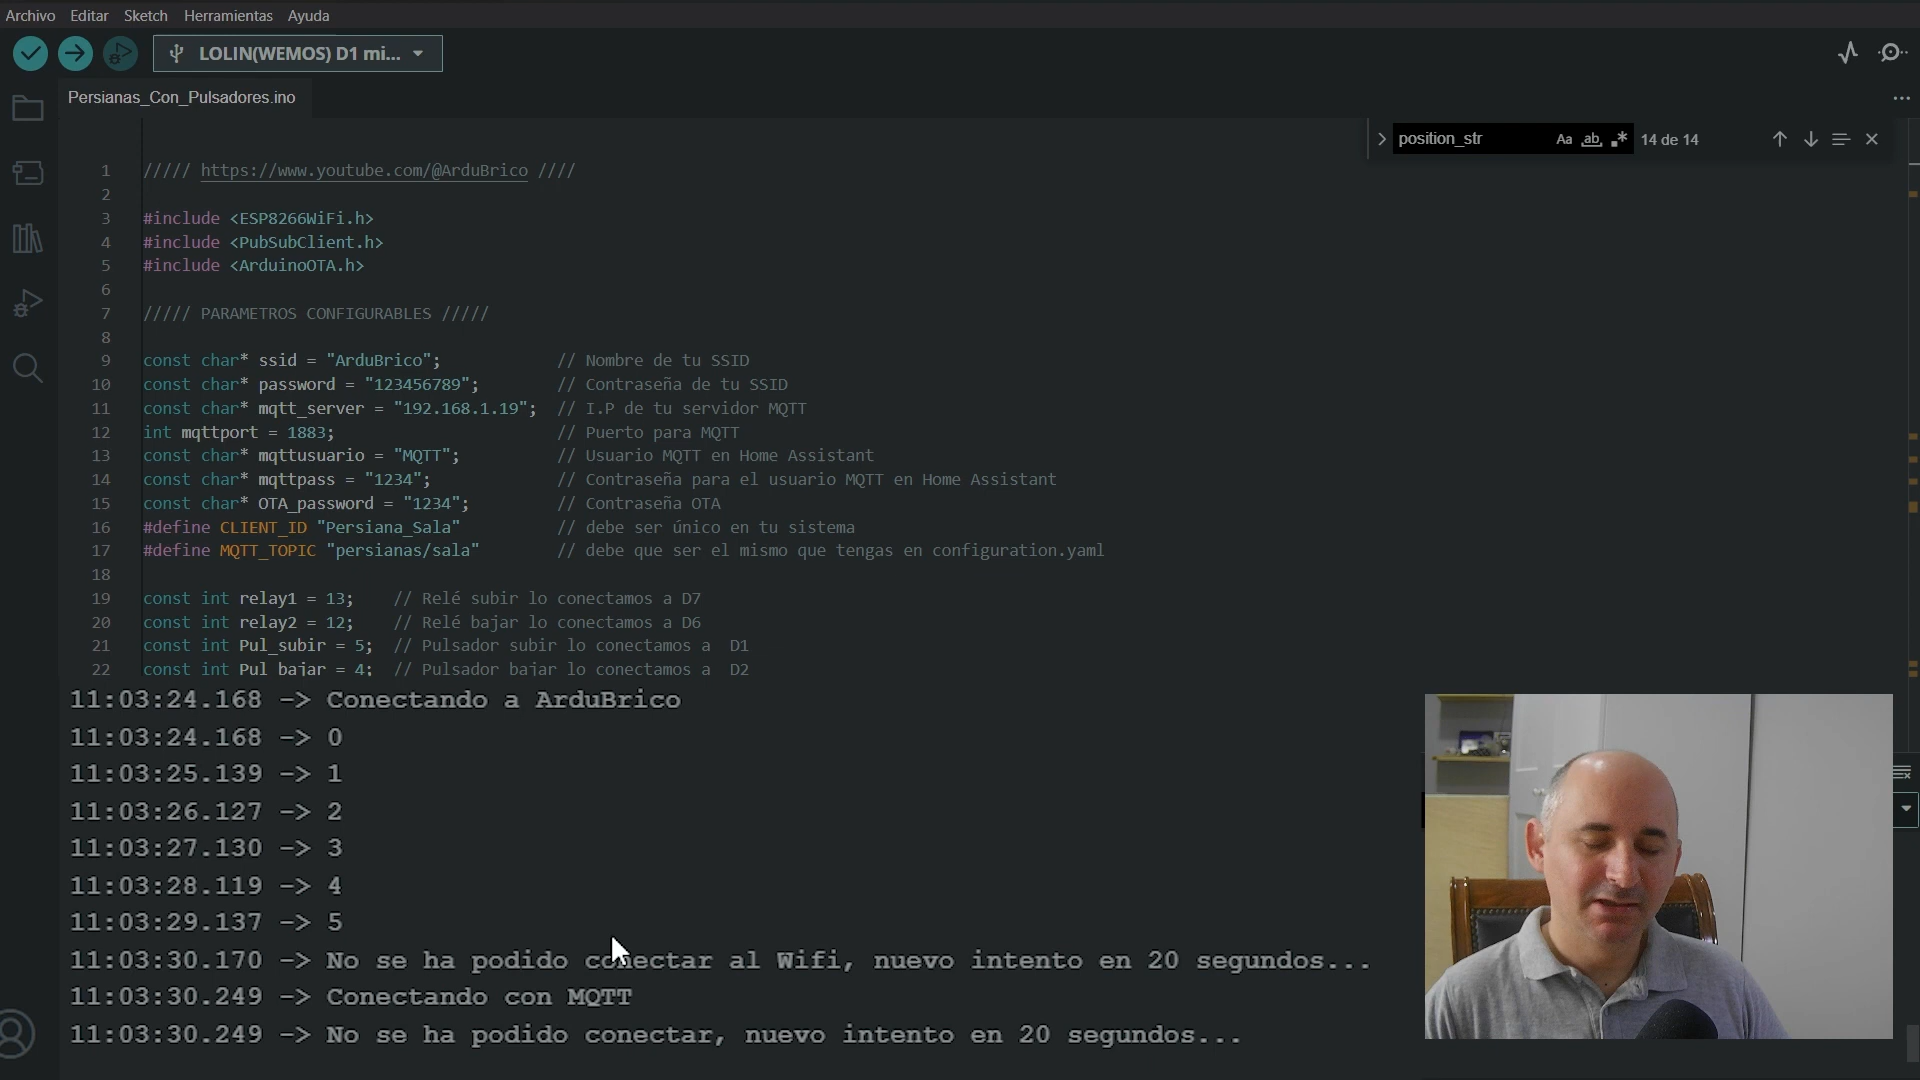 Archivo Editar Sketch Herramientas Ayuda
LOLIN(WEMOS) D1 mi...
Persianas_Con_Pulsadores.ino
position_str Aa ab 14 de 14
1 ///// https://www.youtube.com/@ArduBrico ////
2
3 #include <ESP8266WiFi.h>
4 #include <PubSubClient.h>
5 #include <ArduinoOTA.h>
6
7 ///// PARAMETROS CONFIGURABLES /////
8
9 const char* ssid = "ArduBrico"; // Nombre de tu SSID
10 const char* password = "123456789"; // Contraseña de tu SSID
11 const char* mqtt_server = "192.168.1.19"; // I.P de tu servidor MQTT
12 int mqttport = 1883; // Puerto para MQTT
13 const char* mqttusuario = "MQTT"; // Usuario MQTT en Home Assistant
14 const char* mqttpass = "1234"; // Contraseña para el usuario MQTT en Home Assistant
15 const char* OTA_password = "1234"; // Contraseña OTA
16 #define CLIENT_ID "Persiana_Sala" // debe ser único en tu sistema
17 #define MQTT_TOPIC "persianas/sala" // debe que ser el mismo que tengas en configuration.yaml
18
19 const int relay1 = 13; // Relé subir lo conectamos a D7
20 const int relay2 = 12; // Relé bajar lo conectamos a D6
21 const int Pul_subir = 5; // Pulsador subir lo conectamos a D1
22 const int Pul_bajar = 4; // Pulsador bajar lo conectamos a D2
11:03:24.168 -> Conectando a ArduBrico
11:03:24.168 -> 0
11:03:25.139 -> 1
11:03:26.127 -> 2
11:03:27.130 -> 3
11:03:28.119 -> 4
11:03:29.137 -> 5
11:03:30.170 -> No se ha podido conectar al Wifi, nuevo intento en 20 segundos...
11:03:30.249 -> Conectando con MQTT
11:03:30.249 -> No se ha podido conectar, nuevo intento en 20 segundos...